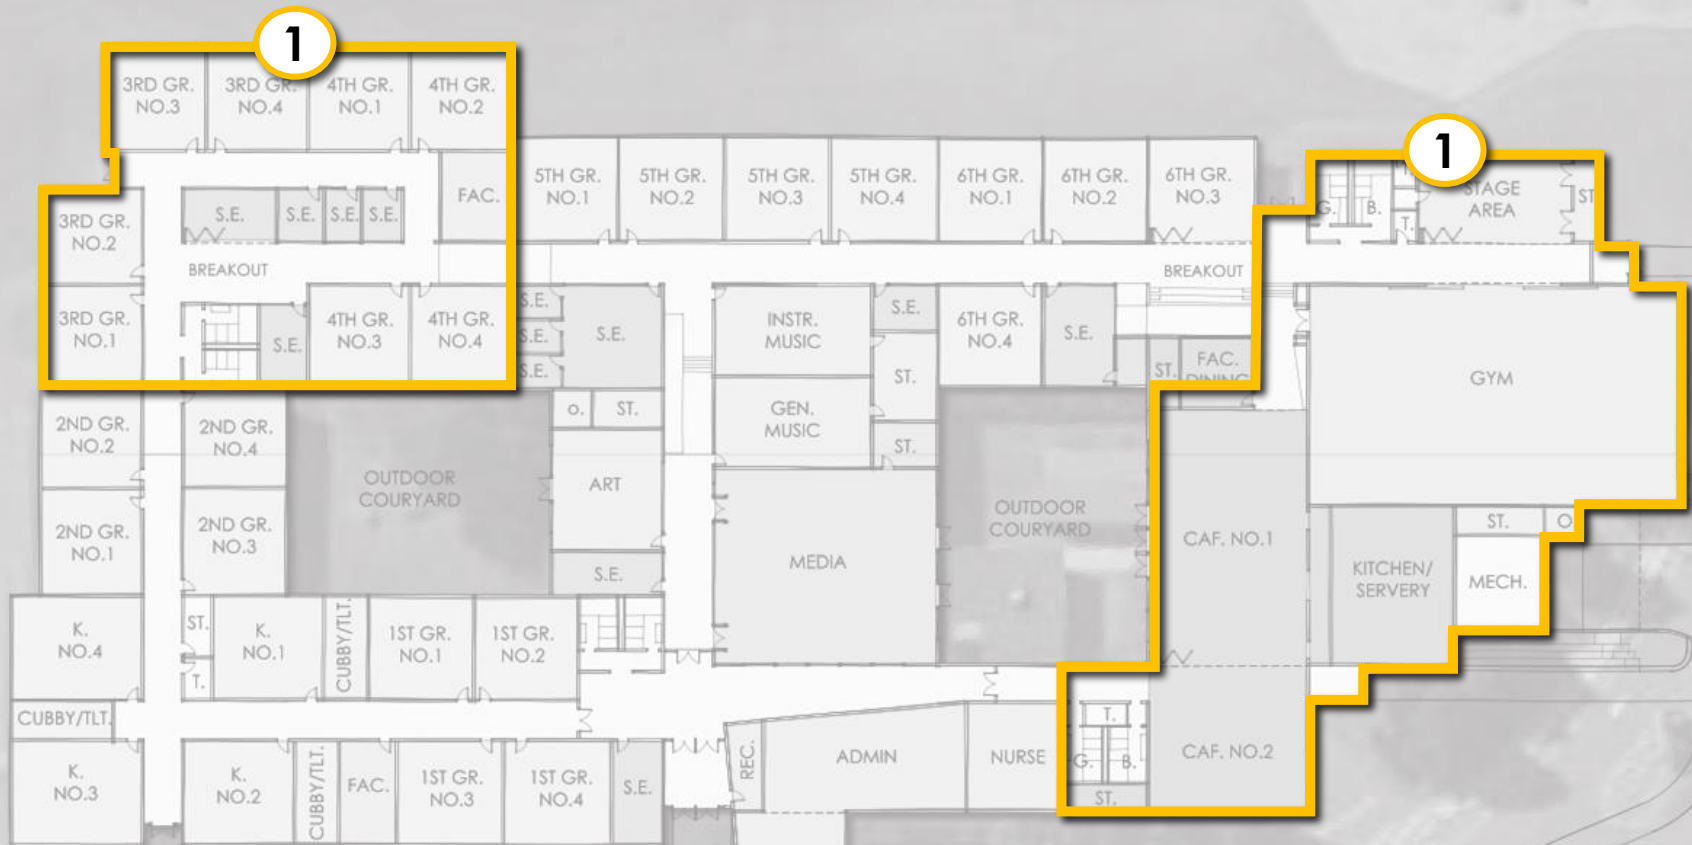 1
3RD GR.
NO.3
3RD GR.
NO.4
4TH GR.
NO.1
4TH GR.
NO.2
FAC.
S.E.
S.E.
S.E.
S.E.
3RD GR.
NO.2
BREAKOUT
3RD GR.
NO.1
S.E.
4TH GR.
NO.3
4TH GR.
NO.4
5TH GR.
NO.1
5TH GR.
NO.2
5TH GR.
NO.3
5TH GR.
NO.4
6TH GR.
NO.1
6TH GR.
NO.2
6TH GR.
NO.3
BREAKOUT
1
G.
B.
T.
STAGE
AREA
ST
S.E.
S.E.
S.E.
S.E.
INSTR.
MUSIC
S.E.
ST.
GEN.
MUSIC
ST.
6TH GR.
NO.4
S.E.
ST.
FAC.
DINING
GYM
2ND GR.
NO.2
2ND GR.
NO.4
OUTDOOR
COURYARD
O.
ST.
ART
2ND GR.
NO.1
2ND GR.
NO.3
S.E.
MEDIA
OUTDOOR
COURYARD
CAF. NO.1
KITCHEN/
SERVERY
ST.
O
MECH.
K.
NO.4
ST.
T.
K.
NO.1
CUBBY/TLT.
1ST GR.
NO.1
1ST GR.
NO.2
CUBBY/TLT.
K.
NO.3
K.
NO.2
CUBBY/TLT.
FAC.
1ST GR.
NO.3
1ST GR.
NO.4
S.E.
REC.
ADMIN
NURSE
T.
G.
B.
ST.
CAF. NO.2